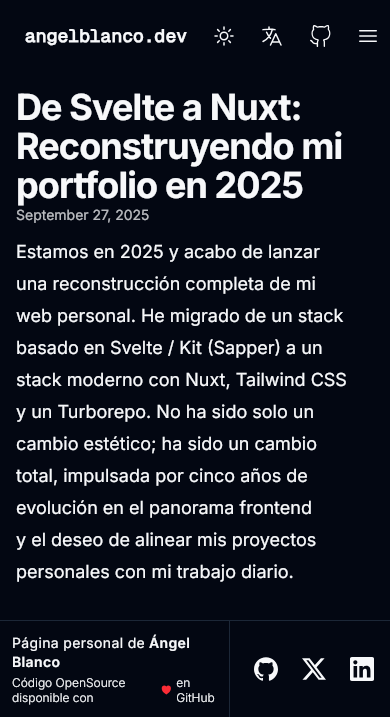 angelblanco.dev
De Svelte a Nuxt:
Reconstruyendo mi
portfolio en 2025
September 27, 2025
Estamos en 2025 y acabo de lanzar
una reconstrucción completa de mi
web personal. He migrado de un stack
basado en Svelte / Kit (Sapper) a un
stack moderno con Nuxt, Tailwind CSS
y un Turborepo. No ha sido solo un
cambio estético; ha sido un cambio
total, impulsada por cinco años de
evolución en el panorama frontend
y el deseo de alinear mis proyectos
personales con mi trabajo diario.
Página personal de Ángel
Blanco
Código OpenSource
disponible con
en
GitHub